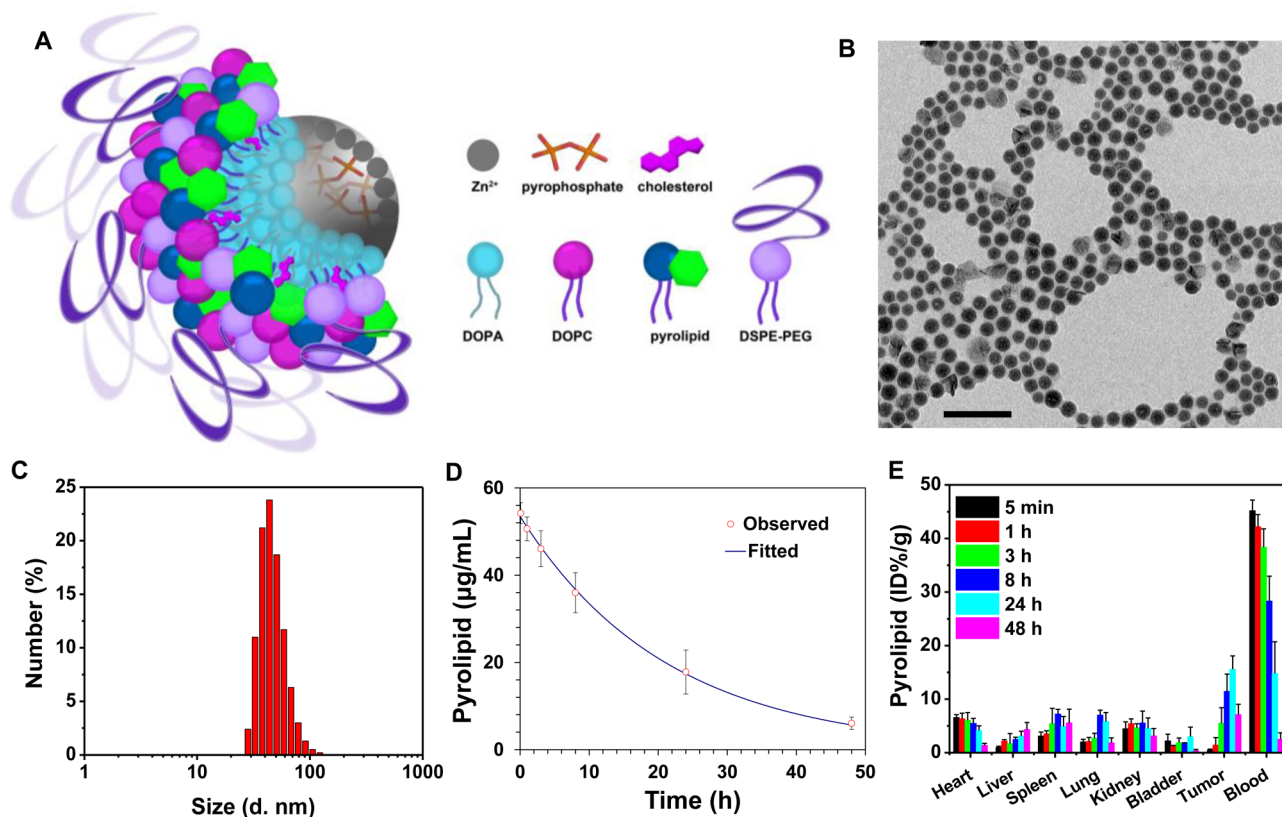 A
B
Zn²⁺
pyrophosphate
cholesterol
DOPA
DOPC
pyrolipid
DSPE-PEG
C
Number (%)
25
20
15
10
5
0
1
10
100
1000
Size (d. nm)
D
Pyrolipid (µg/mL)
60
40
20
0
Observed
Fitted
0
10
20
30
40
50
Time (h)
E
Pyrolipid (ID%/g)
50
40
30
20
10
0
5 min
1 h
3 h
8 h
24 h
48 h
Heart
Liver
Spleen
Lung
Kidney
Bladder
Tumor
Blood